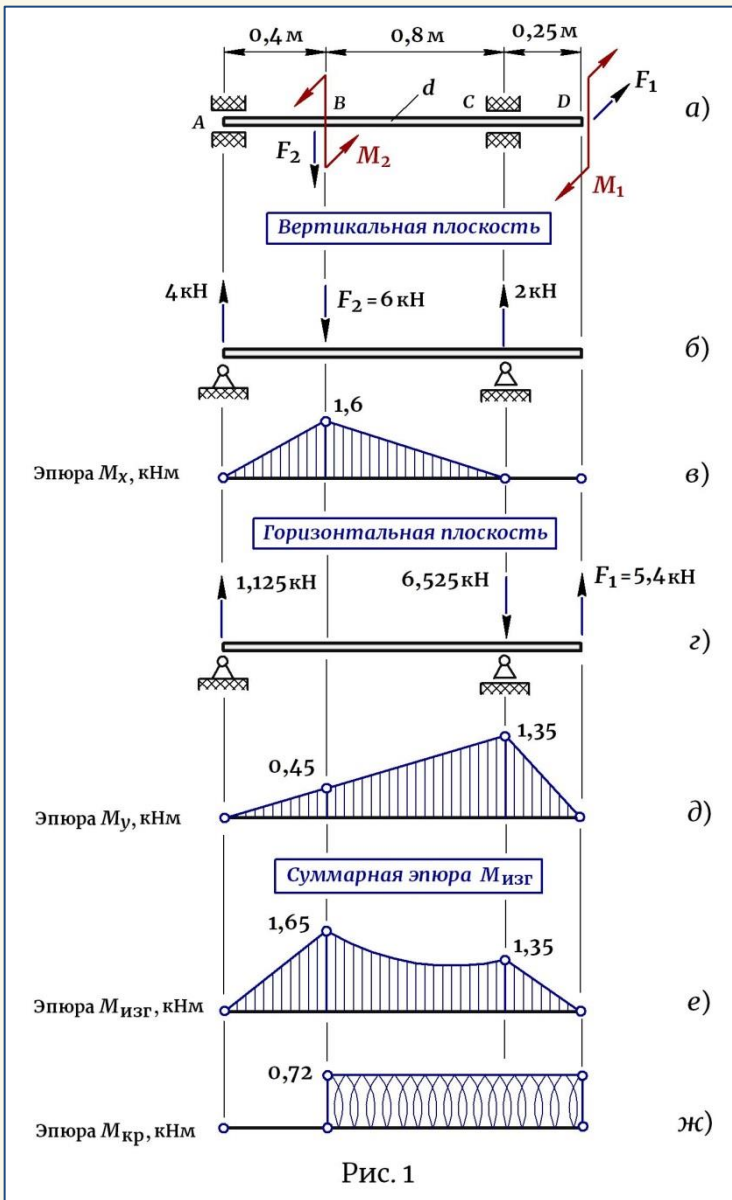 0,4 м 0,8 м 0,25 м
A B d C D F₁ а)
F₂ M₂ M₁
Вертикальная плоскость
4 кН F₂ = 6 кН 2 кН
б)
1,6
Эпюра Mx, кНм в)
Горизонтальная плоскость
1,125 кН 6,525 кН F₁ = 5,4 кН
г)
1,35
0,45
Эпюра My, кНм д)
Суммарная эпюра Mизг
1,65 1,35
Эпюра Mизг, кНм е)
0,72
Эпюра Mкр, кНм ж)
Рис. 1